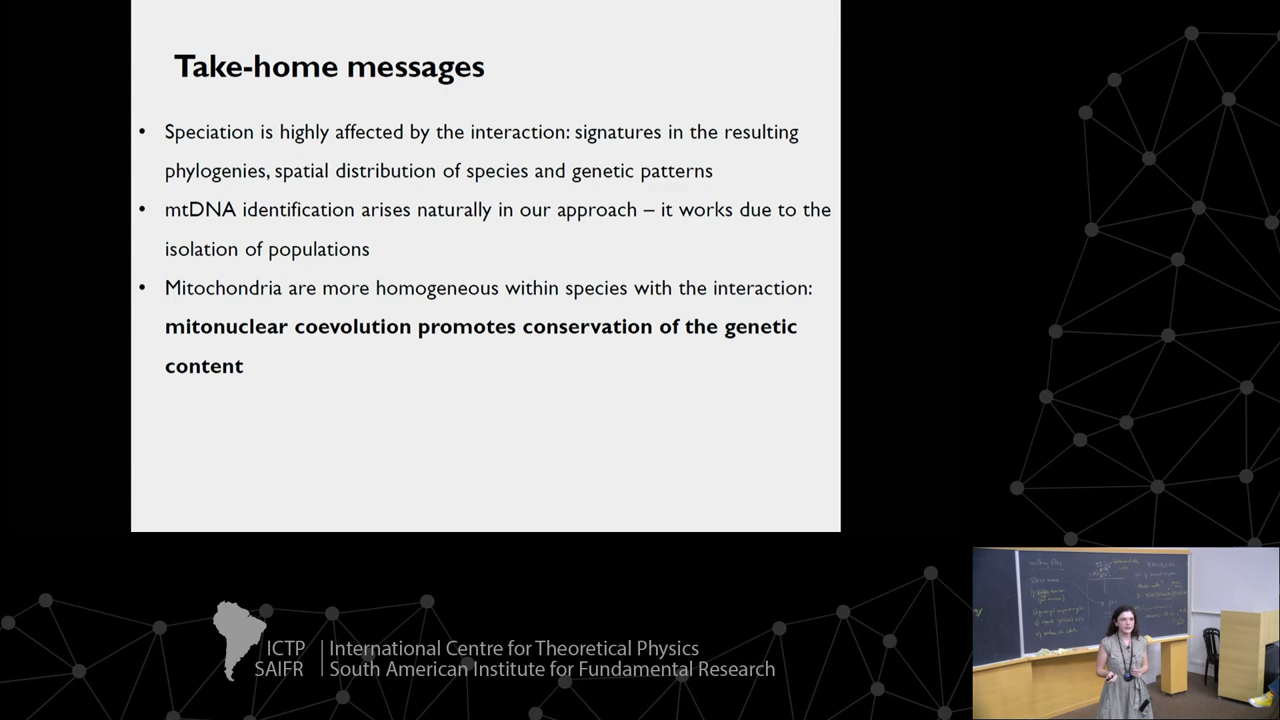 Take-home messages
• Speciation is highly affected by the interaction: signatures in the resulting
phylogenies, spatial distribution of species and genetic patterns
• mtDNA identification arises naturally in our approach – it works due to the
isolation of populations
• Mitochondria are more homogeneous within species with the interaction:
mitonuclear coevolution promotes conservation of the genetic
content
ICTP
SAIFR
International Centre for Theoretical Physics
South American Institute for Fundamental Research